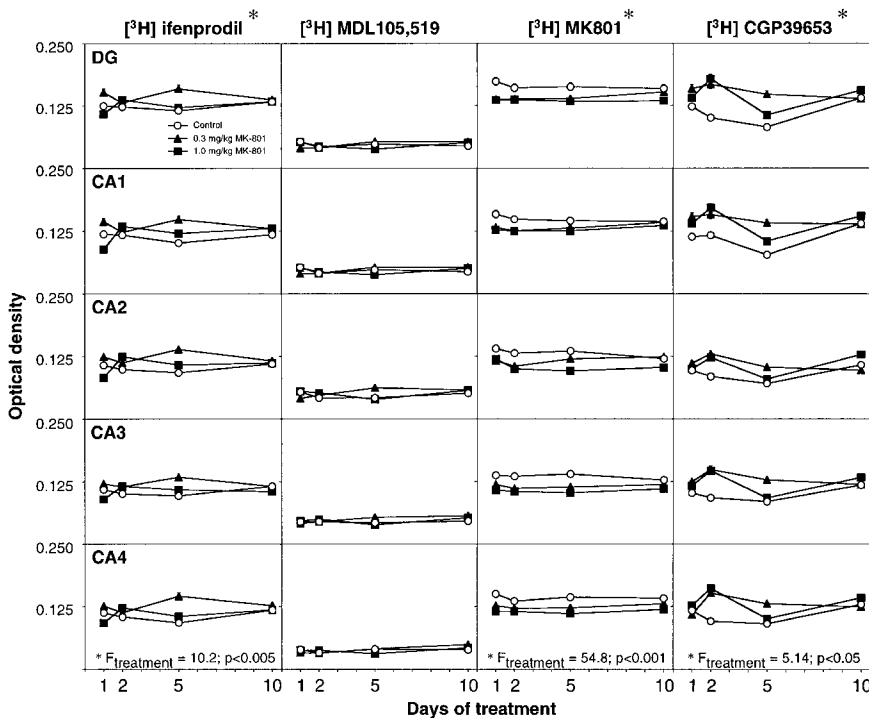 [³H] ifenprodil *
[³H] MDL105,519
[³H] MK801 *
[³H] CGP39653 *
0.250
DG
0.125
Control
0.3 mg/kg MK-801
1.0 mg/kg MK-801
0.250
CA1
0.125
0.250
CA2
0.125
0.250
CA3
0.125
0.250
CA4
0.125
Optical density
* Ftreatment = 10.2; p<0.005
* Ftreatment = 54.8; p<0.001
* Ftreatment = 5.14; p<0.05
1 2 5 10
1 2 5 10
1 2 5 10
1 2 5 10
Days of treatment